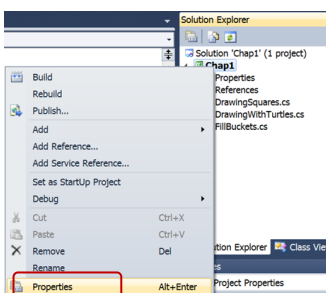 Solution Explorer
Solution 'Chap1' (1 project)
Chap1
Properties
References
DrawingSquares.cs
DrawingWithTurtles.cs
FillBuckets.cs
Build
Rebuild
Publish...
Add
Add Reference...
Add Service Reference...
Set as StartUp Project
Debug
Cut Ctrl+X
Paste Ctrl+V
Remove Del
Rename
Properties Alt+Enter
Explorer Class Vie
Project Properties